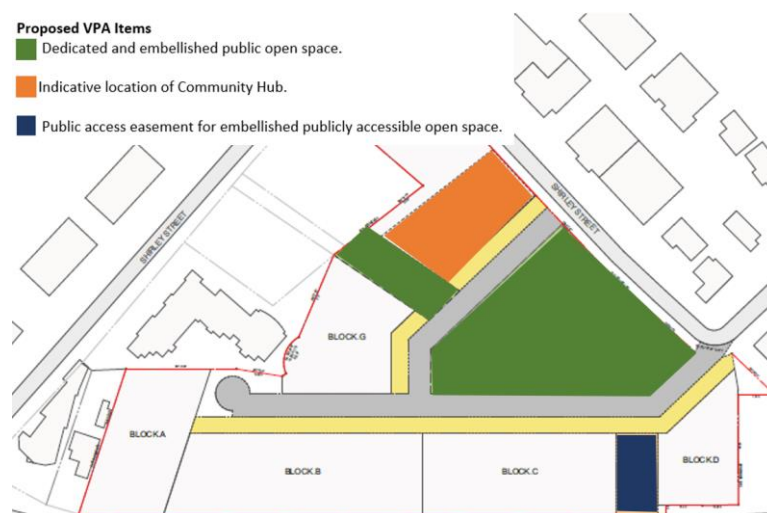 Proposed VPA Items
Dedicated and embellished public open space.
Indicative location of Community Hub.
Public access easement for embellished publicly accessible open space.
SHIRLEY STREET
SHIRLEY STREET
BLOCK.G
BLOCK.A
BLOCK.B
BLOCK.C
BLOCK.D